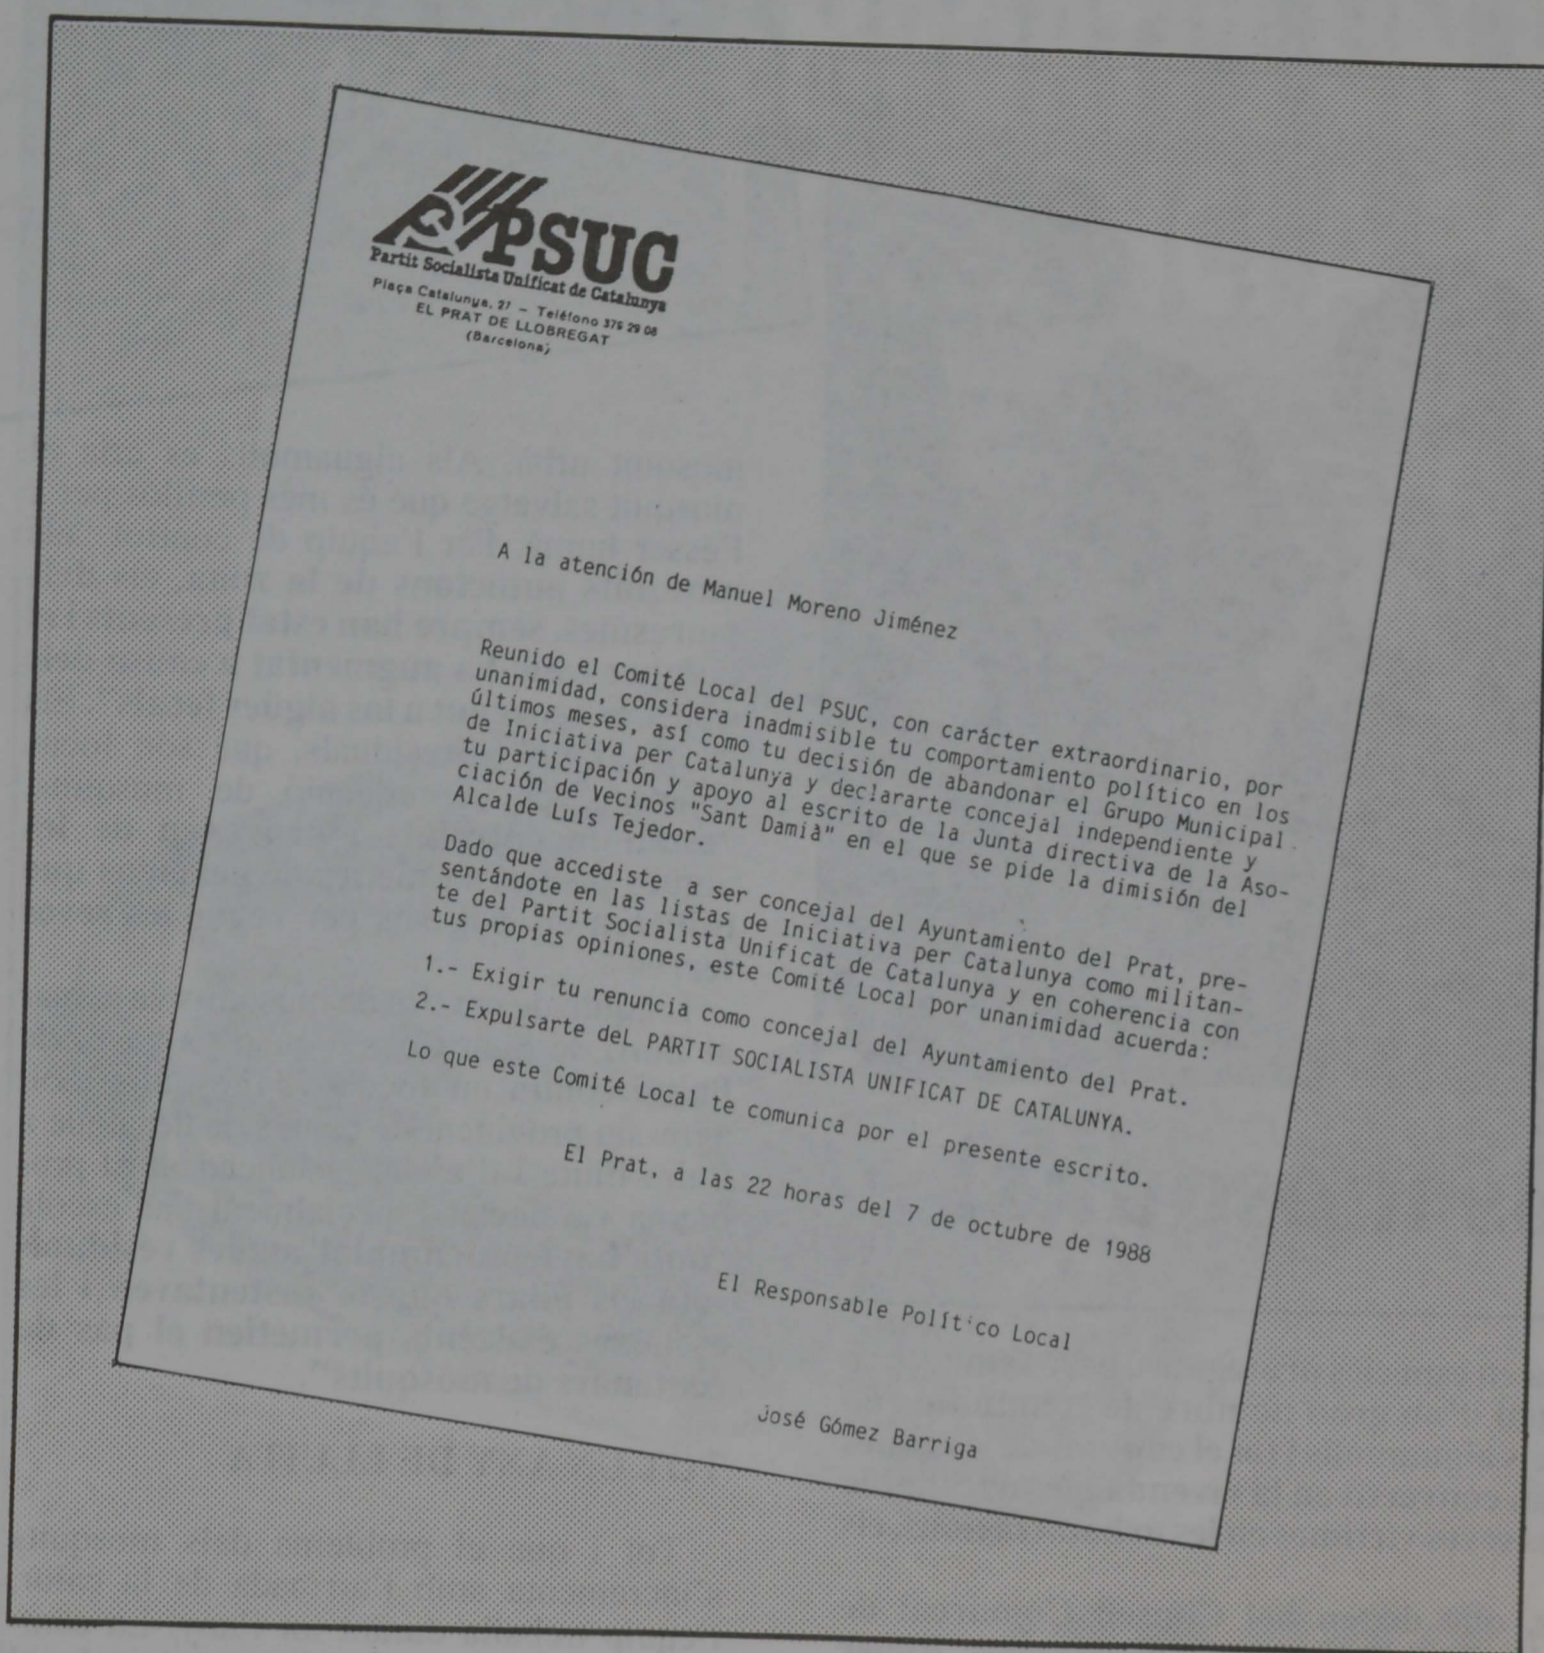 PSUC
Partit Socialista Unificat de Catalunya
Plaça Catalunya, 27 - Teléfono 375 29 08
EL PRAT DE LLOBREGAT
(Barcelona)
A la atención de Manuel Moreno Jiménez
Reunido el Comité Local del PSUC, con carácter extraordinario, por
unanimidad, considera inadmisible tu comportamiento político en los
últimos meses, así como tu decisión de abandonar el Grupo Municipal
de Iniciativa per Catalunya y declararte concejal independiente y
tu participación y apoyo al escrito de la Junta directiva de la Aso-
ciación de Vecinos "Sant Damià" en el que se pide la dimisión del
Alcalde Luís Tejedor.
Dado que accediste a ser concejal del Ayuntamiento del Prat, pre-
sentándote en las listas de Iniciativa per Catalunya como militan-
te del Partit Socialista Unificat de Catalunya y en coherencia con
tus propias opiniones, este Comité Local por unanimidad acuerda:
1.- Exigir tu renuncia como concejal del Ayuntamiento del Prat.
2.- Expulsarte deL PARTIT SOCIALISTA UNIFICAT DE CATALUNYA.
Lo que este Comité Local te comunica por el presente escrito.
El Prat, a las 22 horas del 7 de octubre de 1988
El Responsable Político Local
José Gómez Barriga